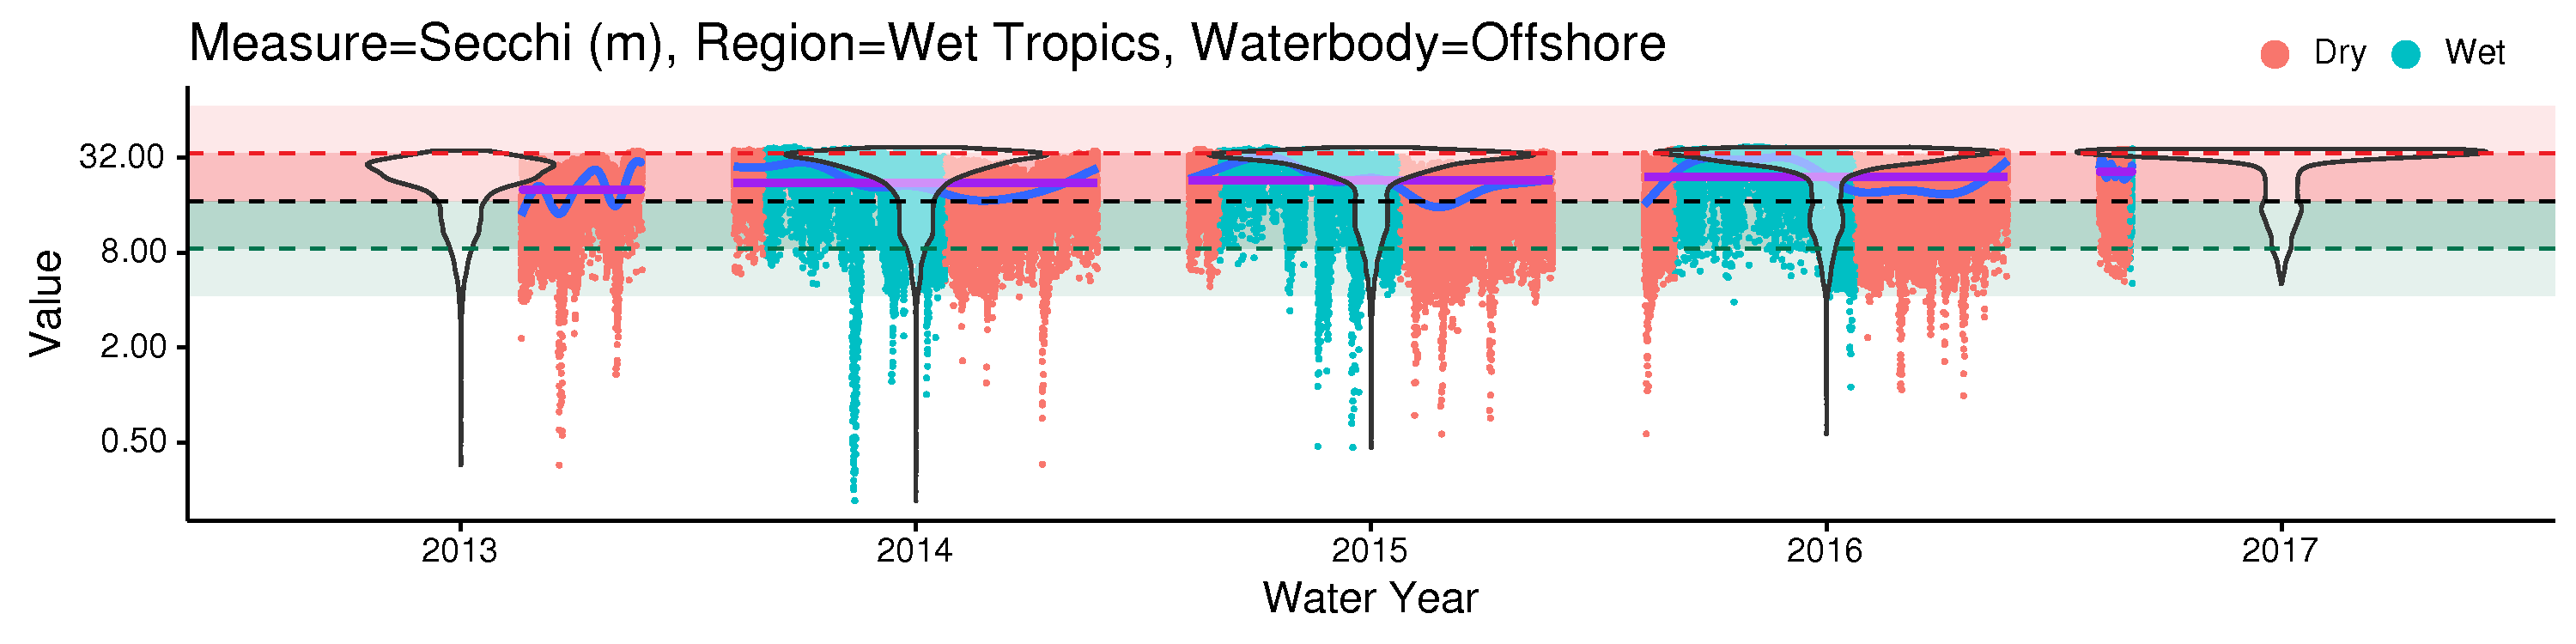 Measure=Secchi (m), Region=Wet Tropics, Waterbody=Offshore
Dry Wet
Value
32.00
8.00
2.00
0.50
2013 2014 2015 2016 2017
Water Year